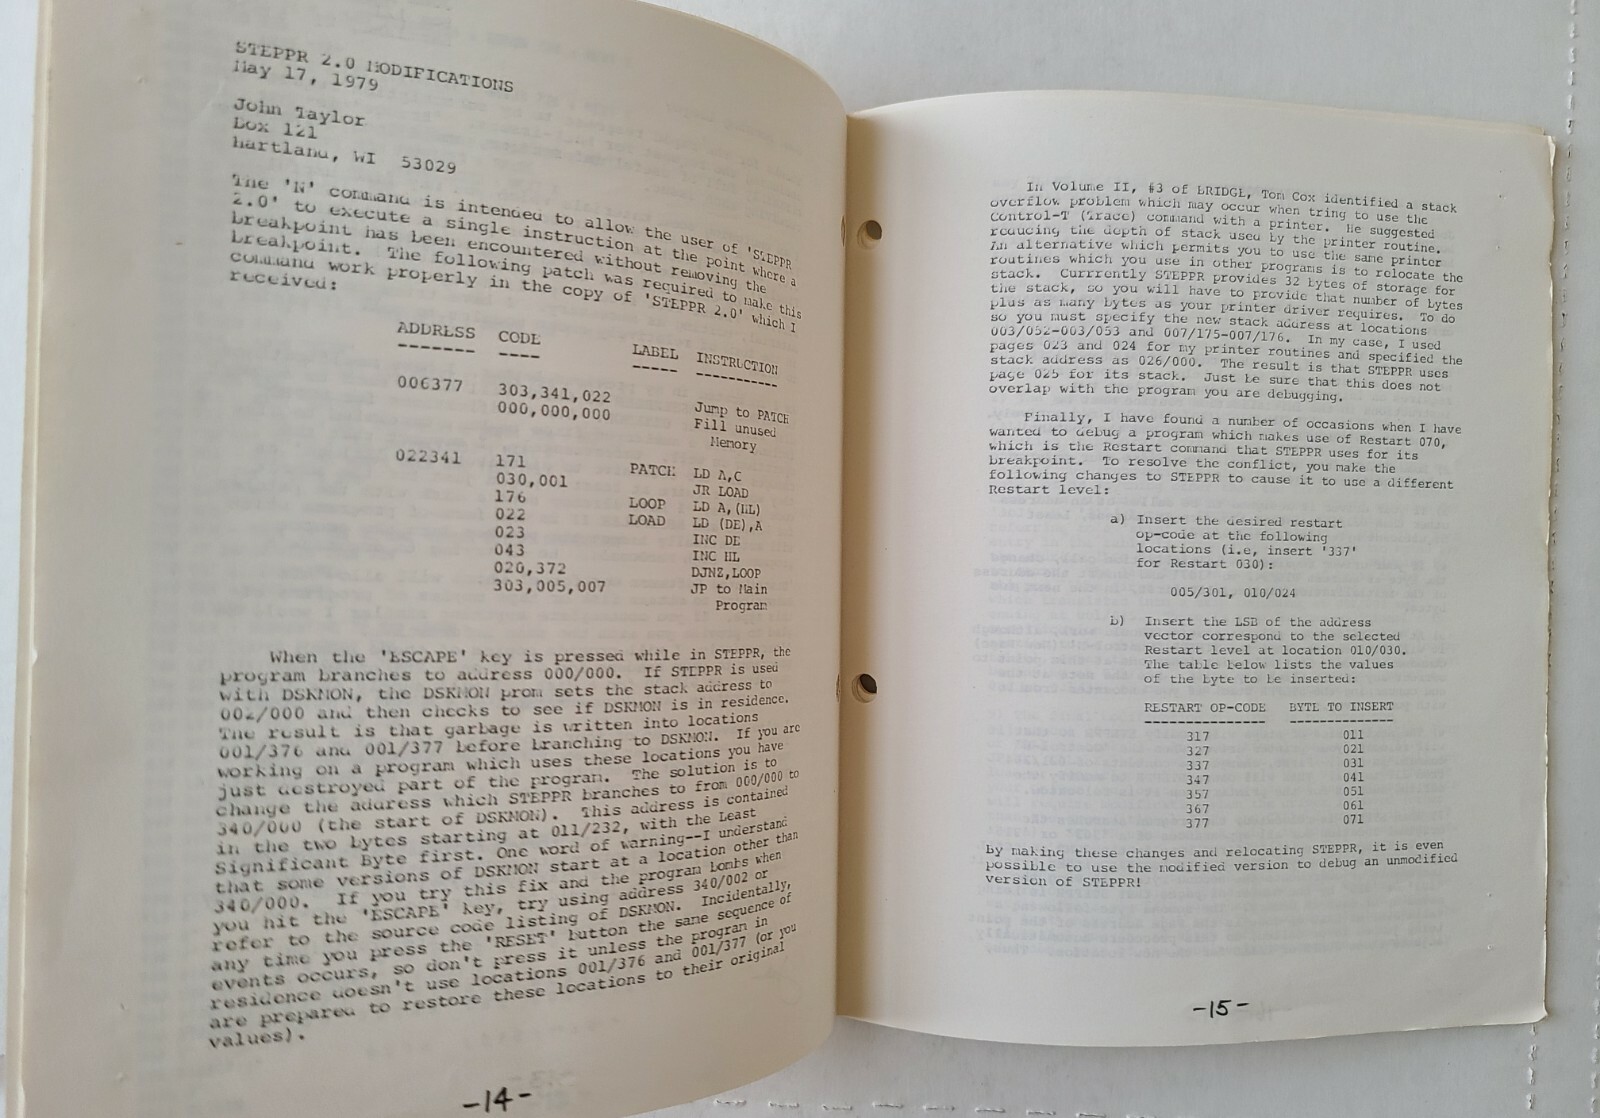 STEPPR 2.0 MODIFICATIONS
May 17, 1979
John Taylor
Box 121
Hartland, WI 53029
The 'N' command is intended to allow the user of 'STEPPR
2.0' to execute a single instruction at the point where a
breakpoint has been encountered without removing the
breakpoint. The following patch was required to make this
command work properly in the copy of 'STEPPR 2.0' which I
received:
ADDRESS CODE LABEL INSTRUCTION
------- ---- ----- -----------
006377 303,341,022 Jump to PATCH
000,000,000 Fill unused
Memory
022341 171 PATCH LD A,C
030,001 JR LOAD
176 LOOP LD A,(HL)
022 LOAD LD (DE),A
023 INC DE
043 INC HL
020,372 DJNZ,LOOP
303,005,007 JP to Main
Program
When the 'ESCAPE' key is pressed while in STEPPR, the
program branches to address 000/000. If STEPPR is used
with DSKMON, the DSKMON prom sets the stack address to
002/000 and then checks to see if DSKMON is in residence.
The result is that garbage is written into locations
001/376 and 001/377 before branching to DSKMON. If you are
working on a program which uses these locations you have
just destroyed part of the program. The solution is to
change the address which STEPPR branches to from 000/000 to
340/000 (the start of DSKMON). This address is contained
in the two bytes starting at 011/232, with the Least
Significant Byte first. One word of warning--I understand
that some versions of DSKMON start at a location other than
340/000. If you try this fix and the program bombs when
you hit the 'ESCAPE' key, try using address 340/002 or
refer to the source code listing of DSKMON. Incidentally,
any time you press the 'RESET' button the same sequence of
events occurs, so don't press it unless the program in
residence doesn't use locations 001/376 and 001/377 (or you
are prepared to restore these locations to their original
values).
-14-
In Volume II, #3 of BRIDGE, Tom Cox identified a stack
overflow problem which may occur when tring to use the
Control-T (Trace) command with a printer. He suggested
reducing the depth of stack used by the printer routine.
An alternative which permits you to use the same printer
routines which you use in other programs is to relocate the
stack. Currrently STEPPR provides 32 bytes of storage for
the stack, so you will have to provide that number of bytes
plus as many bytes as your printer driver requires. To do
so you must specify the new stack address at locations
003/052-003/053 and 007/175-007/176. In my case, I used
pages 023 and 024 for my printer routines and specified the
stack address as 026/000. The result is that STEPPR uses
page 025 for its stack. Just be sure that this does not
overlap with the program you are debugging.
Finally, I have found a number of occasions when I have
wanted to debug a program which makes use of Restart 070,
which is the Restart command that STEPPR uses for its
breakpoint. To resolve the conflict, you make the
following changes to STEPPR to cause it to use a different
Restart level:
a) Insert the desired restart
op-code at the following
locations (i.e, insert '337'
for Restart 030):
005/301, 010/024
b) Insert the LSB of the address
vector correspond to the selected
Restart level at location 010/030.
The table below lists the values
of the byte to be inserted:
RESTART OP-CODE BYTE TO INSERT
--------------- --------------
317 011
327 021
337 031
347 041
357 051
367 061
377 071
by making these changes and relocating STEPPR, it is even
possible to use the modified version to debug an unmodified
version of STEPPR!
-15-